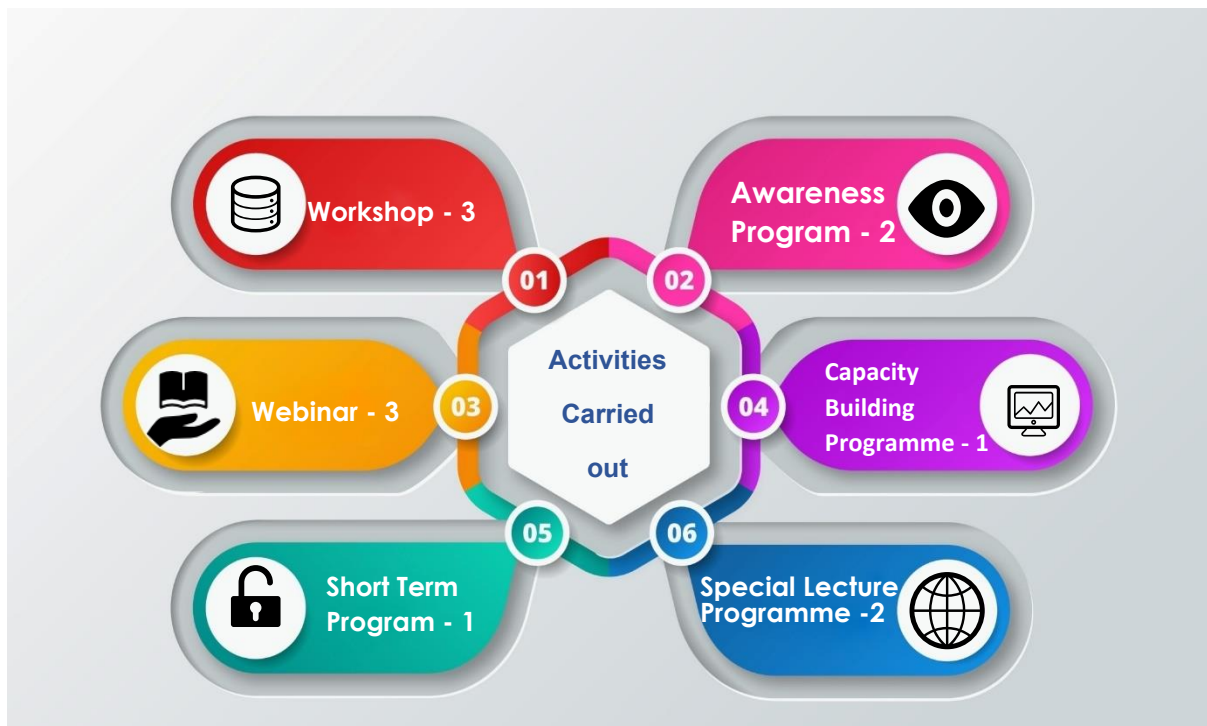 Workshop - 3
01
Awareness
Program - 2
02
Activities
Carried
out
Webinar - 3
03
04
Capacity
Building
Programme - 1
Short Term
Program - 1
05
06
Special Lecture
Programme -2